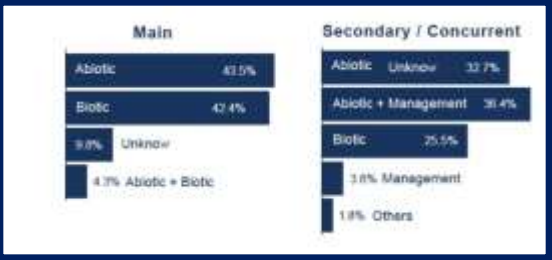 Main
Abiotic 43.5%
Biotic 42.4%
9.8% Unknow
4.3% Abiotic + Biotic
Secondary / Concurrent
Abiotic Unknow 32.7%
Abiotic + Management 36.4%
Biotic 25.5%
3.6% Management
1.8% Others